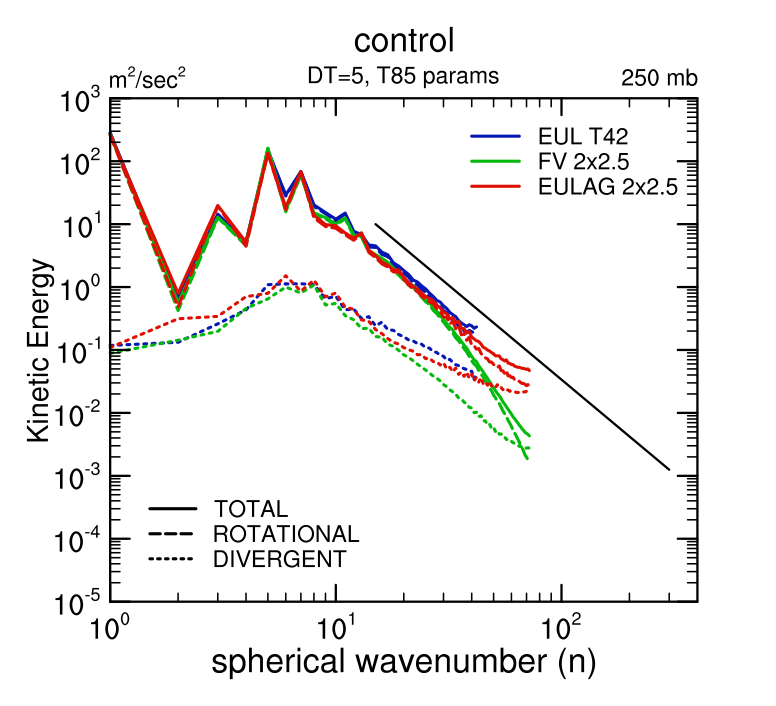 control
m²/sec² DT=5, T85 params 250 mb
EUL T42
FV 2x2.5
EULAG 2x2.5
10³
10²
10¹
10⁰
10⁻¹
10⁻²
10⁻³
10⁻⁴
10⁻⁵
Kinetic Energy
TOTAL
ROTATIONAL
DIVERGENT
10⁰ 10¹ 10²
spherical wavenumber (n)